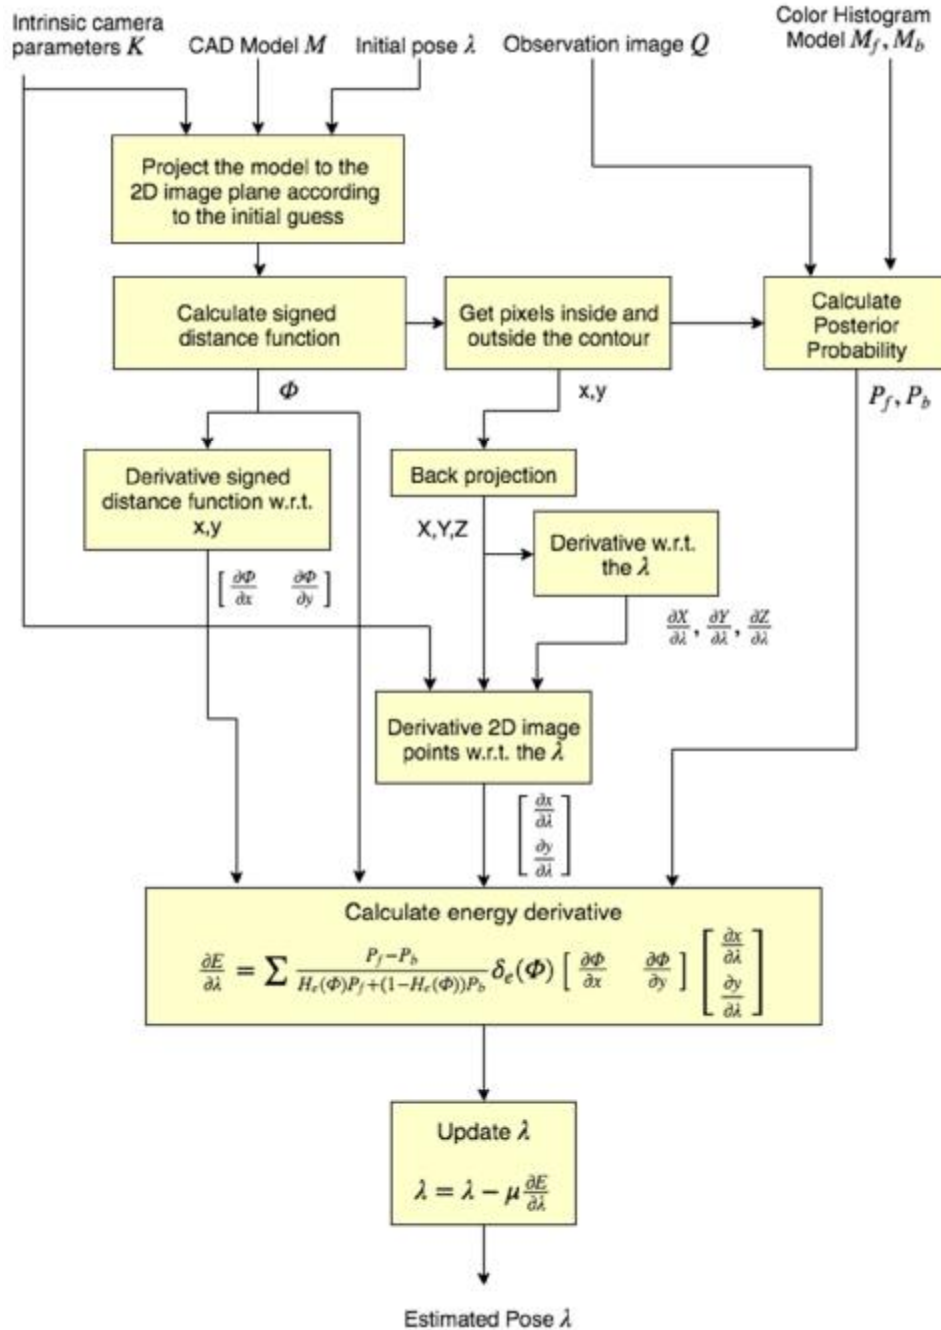 Intrinsic camera
parameters K
CAD Model M
Initial pose λ
Observation image Q
Color Histogram
Model M_f, M_b
Project the model to the
2D image plane according
to the initial guess
Calculate signed
distance function
Get pixels inside and
outside the contour
Calculate
Posterior
Probability
Φ
x,y
P_f, P_b
Derivative signed
distance function w.r.t.
x,y
Back projection
X,Y,Z
Derivative w.r.t.
the λ
[ ∂Φ/∂x ∂Φ/∂y ]
∂X/∂λ, ∂Y/∂λ, ∂Z/∂λ
Derivative 2D image
points w.r.t. the λ
[ ∂x/∂λ
∂y/∂λ ]
Calculate energy derivative
∂E/∂λ = ∑ (P_f−P_b)/(H_e(Φ)P_f+(1−H_e(Φ))P_b) δ_e(Φ) [ ∂Φ/∂x ∂Φ/∂y ] [ ∂x/∂λ ∂y/∂λ ]
Update λ
λ = λ − μ ∂E/∂λ
Estimated Pose λ